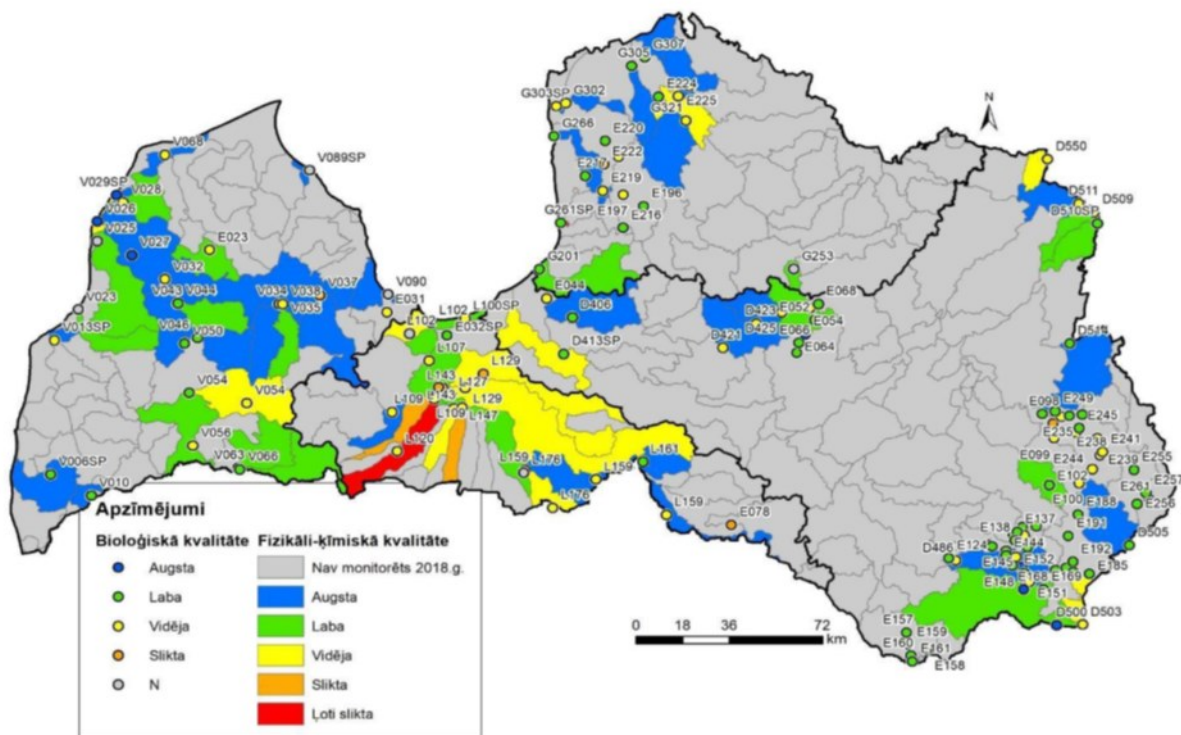 G305
G307
G303SP
G302
E224
G321
E225
G266
E220
E222
E217
E219
E197
E196
E216
G261SP
G201
E044
N
V068
V089SP
V029SP
V028
V026
V025
V027
E023
V032
V023
V043
V044
V034
V038
V037
V035
V090
E031
V013SP
V046
V050
L102
L102
L100SP
E032SP
L107
D406
D413SP
G253
D423
E052
E068
D425
E054
E066
D421
E064
D550
D511
D509
D510SP
V054
V054
L143
L143
L127
L129
L129
L109
L109
L147
L120
V056
V063
V066
V006SP
V010
L159
L176
L176
L159
L161
L159
E078
E098
E249
E245
E235
E238
E241
E244
E239
E099
E102
E255
E257
E261
E256
E100
E188
E138
E137
E191
D505
D486
E124
E144
E145
E152
E192
E148
E168
E169
E185
E151
D500
D503
E157
E159
E160
E161
E158
Apzīmējumi
Bioloģiskā kvalitāte
Augsta
Laba
Vidēja
Slikta
N
Fizikāli-ķīmiskā kvalitāte
Nav monitorēts 2018.g.
Augsta
Laba
Vidēja
Slikta
Ļoti slikta
0 18 36 72
km